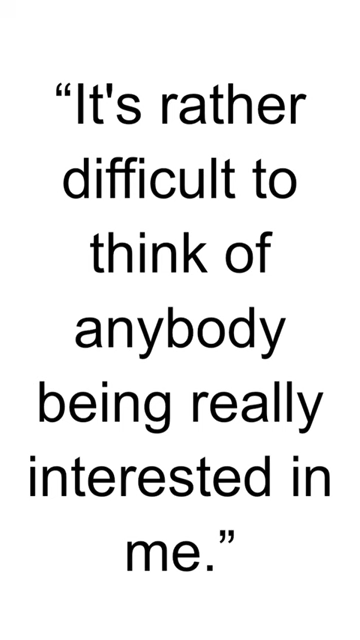 “It's rather
difficult to
think of
anybody
being really
interested in
me.”